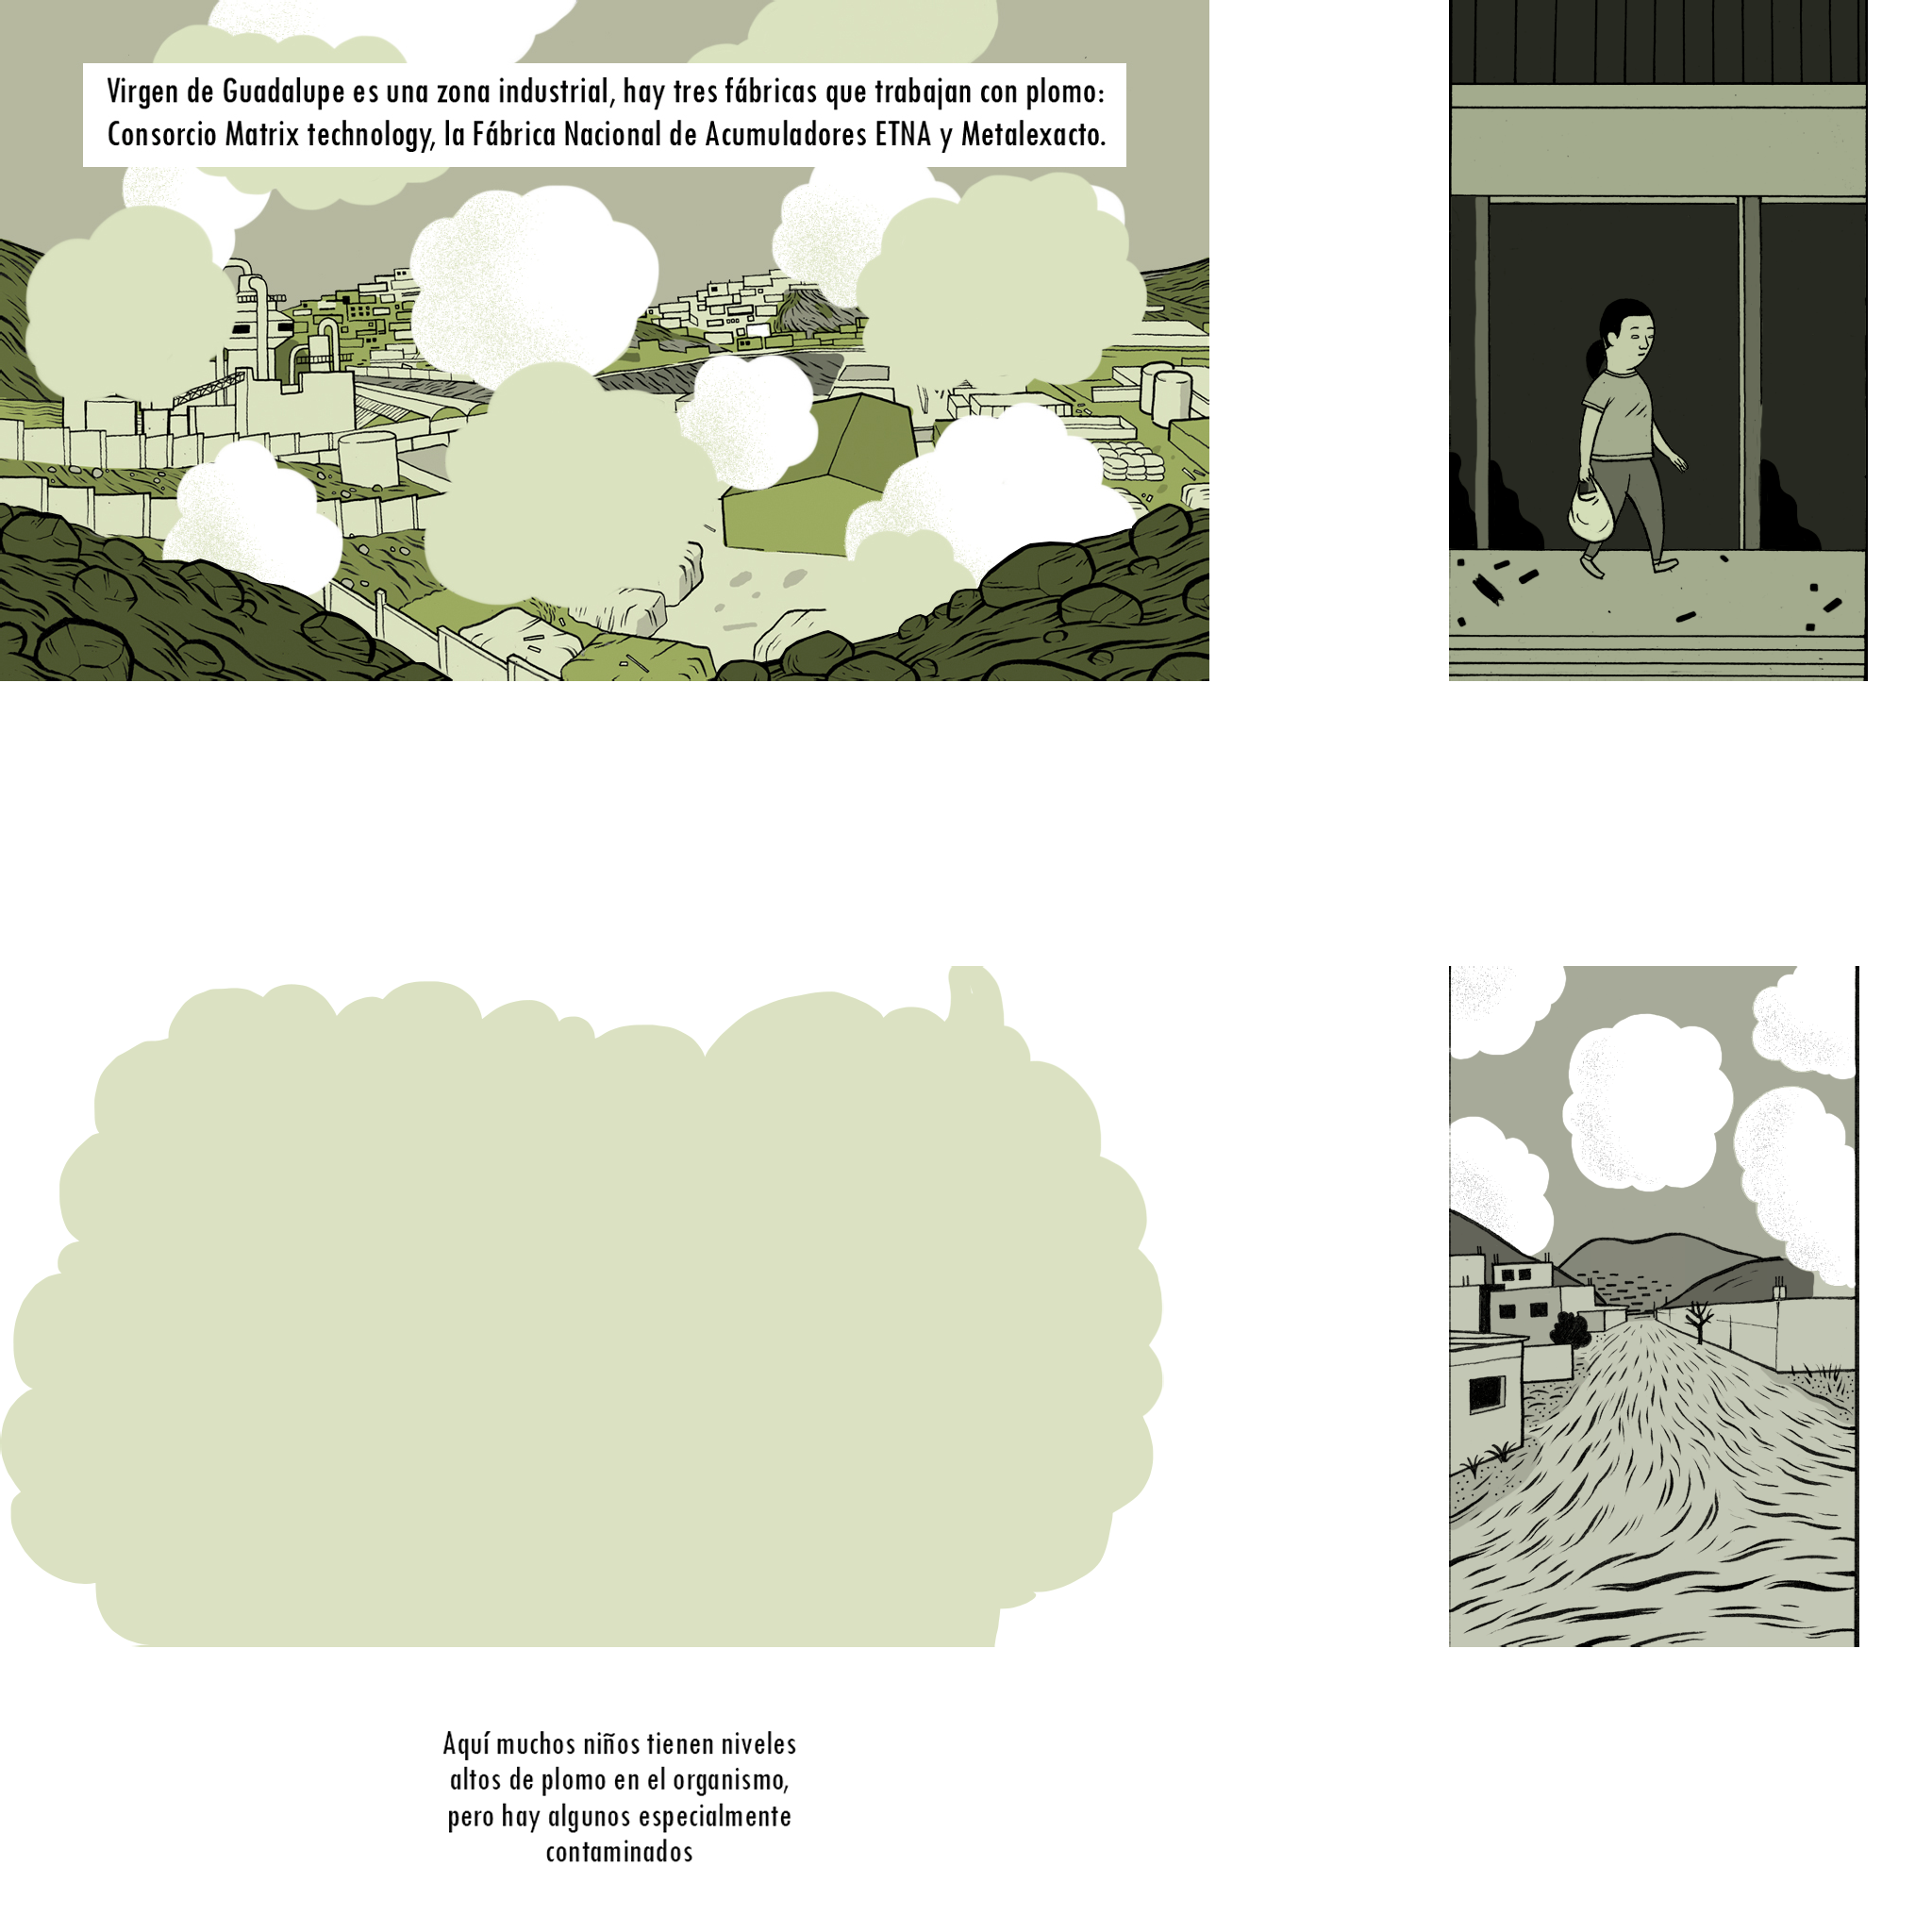 Virgen de Guadalupe es una zona industrial, hay tres fábricas que trabajan con plomo:
Consorcio Matrix technology, la Fábrica Nacional de Acumuladores ETNA y Metalexacto.
Aquí muchos niños tienen niveles
altos de plomo en el organismo,
pero hay algunos especialmente
contaminados